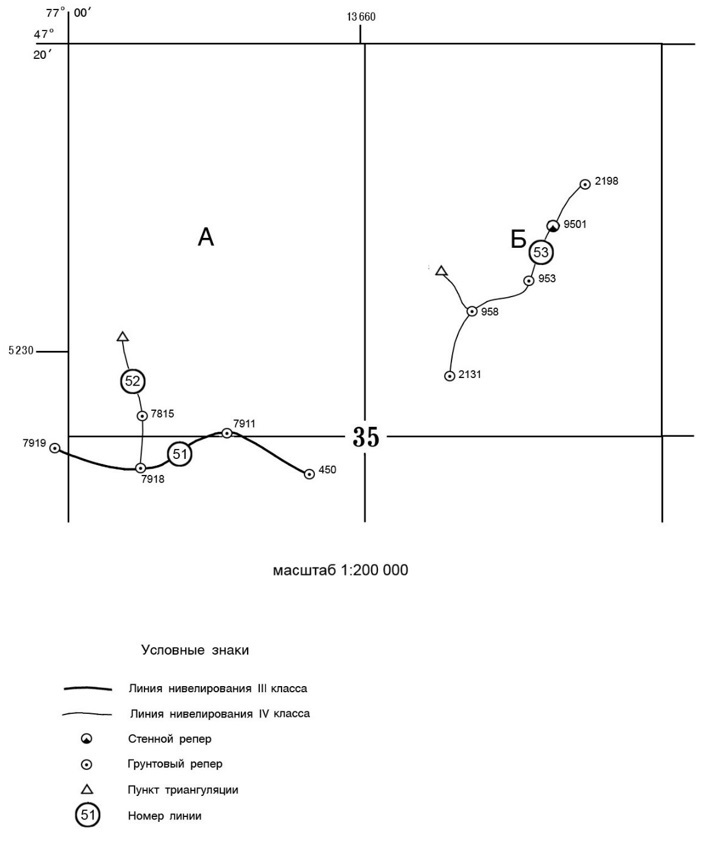 77° 00′
13 660
47°
20′
2198
А
Б
9501
53
953
958
5230
2131
52
7815
7911
35
7919
51
450
7918
масштаб 1:200 000
Условные знаки
Линия нивелирования III класса
Линия нивелирования IV класса
Стенной репер
Грунтовый репер
Пункт триангуляции
51 Номер линии